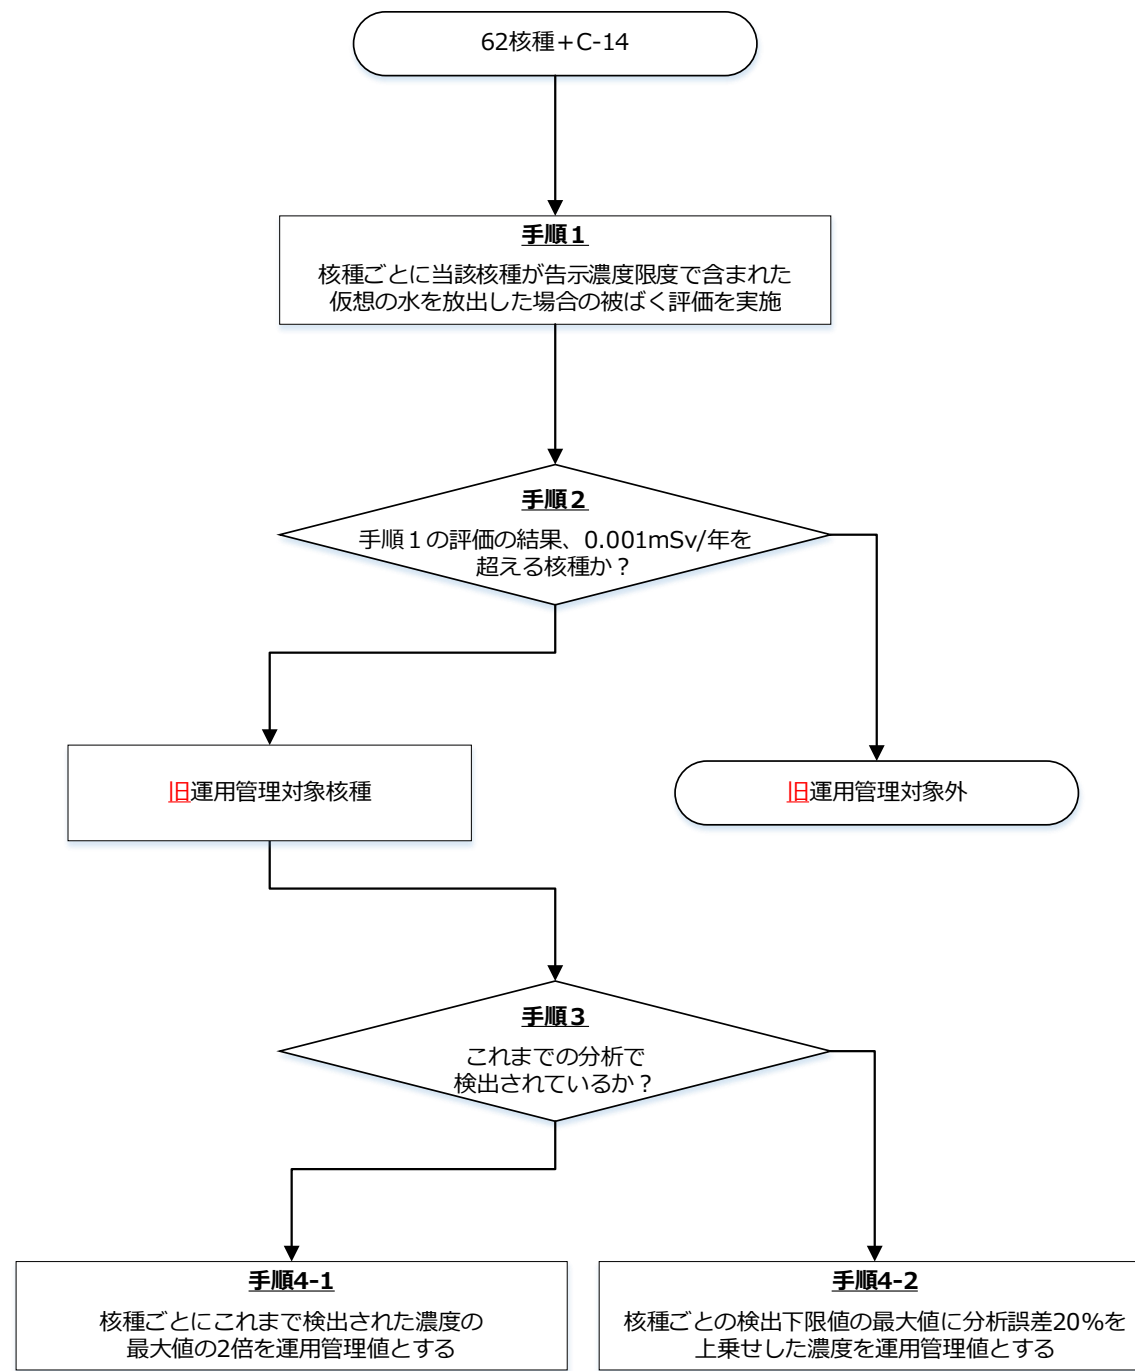 62核種＋C-14
手順１
核種ごとに当該核種が告示濃度限度で含まれた
仮想の水を放出した場合の被ばく評価を実施
手順２
手順１の評価の結果、0.001mSv/年を
超える核種か？
旧運用管理対象核種
旧運用管理対象外
手順３
これまでの分析で
検出されているか？
手順4-1
核種ごとにこれまで検出された濃度の
最大値の2倍を運用管理値とする
手順4-2
核種ごとの検出下限値の最大値に分析誤差20%を
上乗せした濃度を運用管理値とする